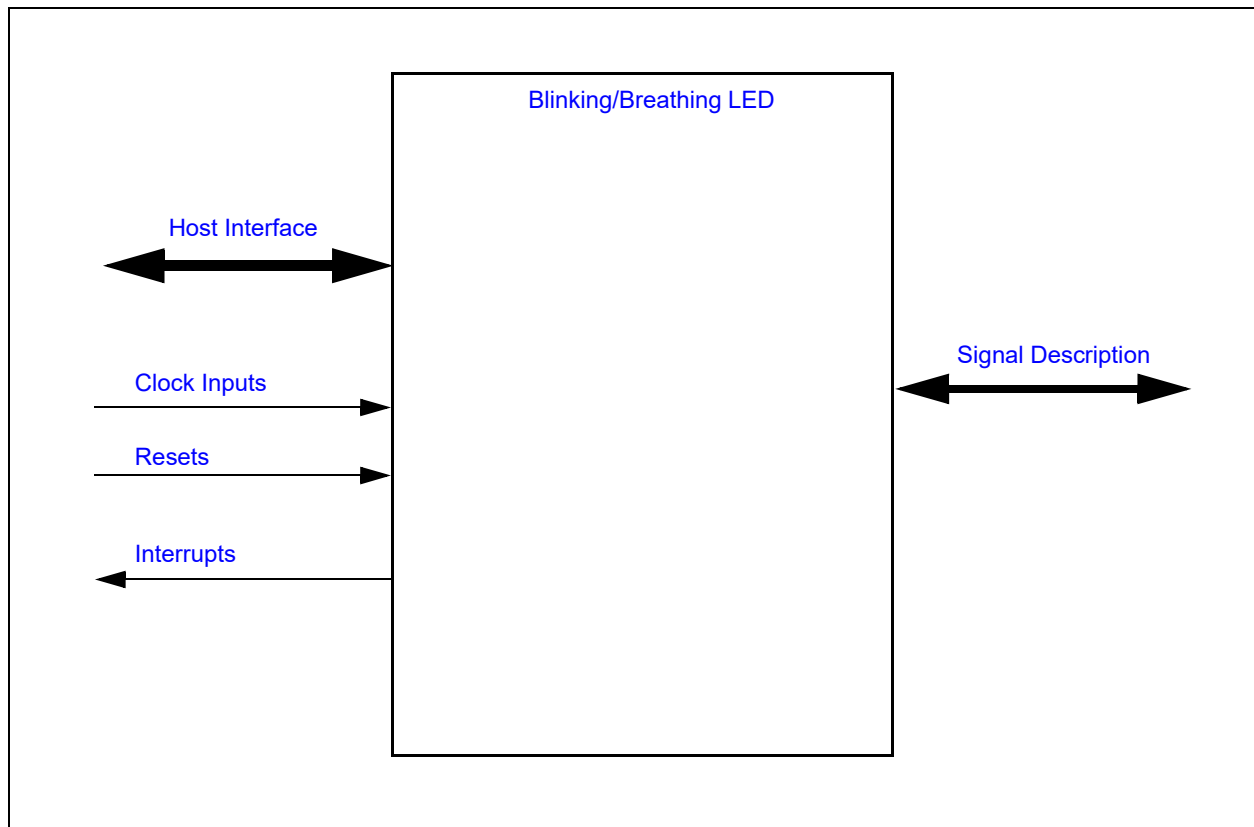 Blinking/Breathing LED
Host Interface
Signal Description
Clock Inputs
Resets
Interrupts